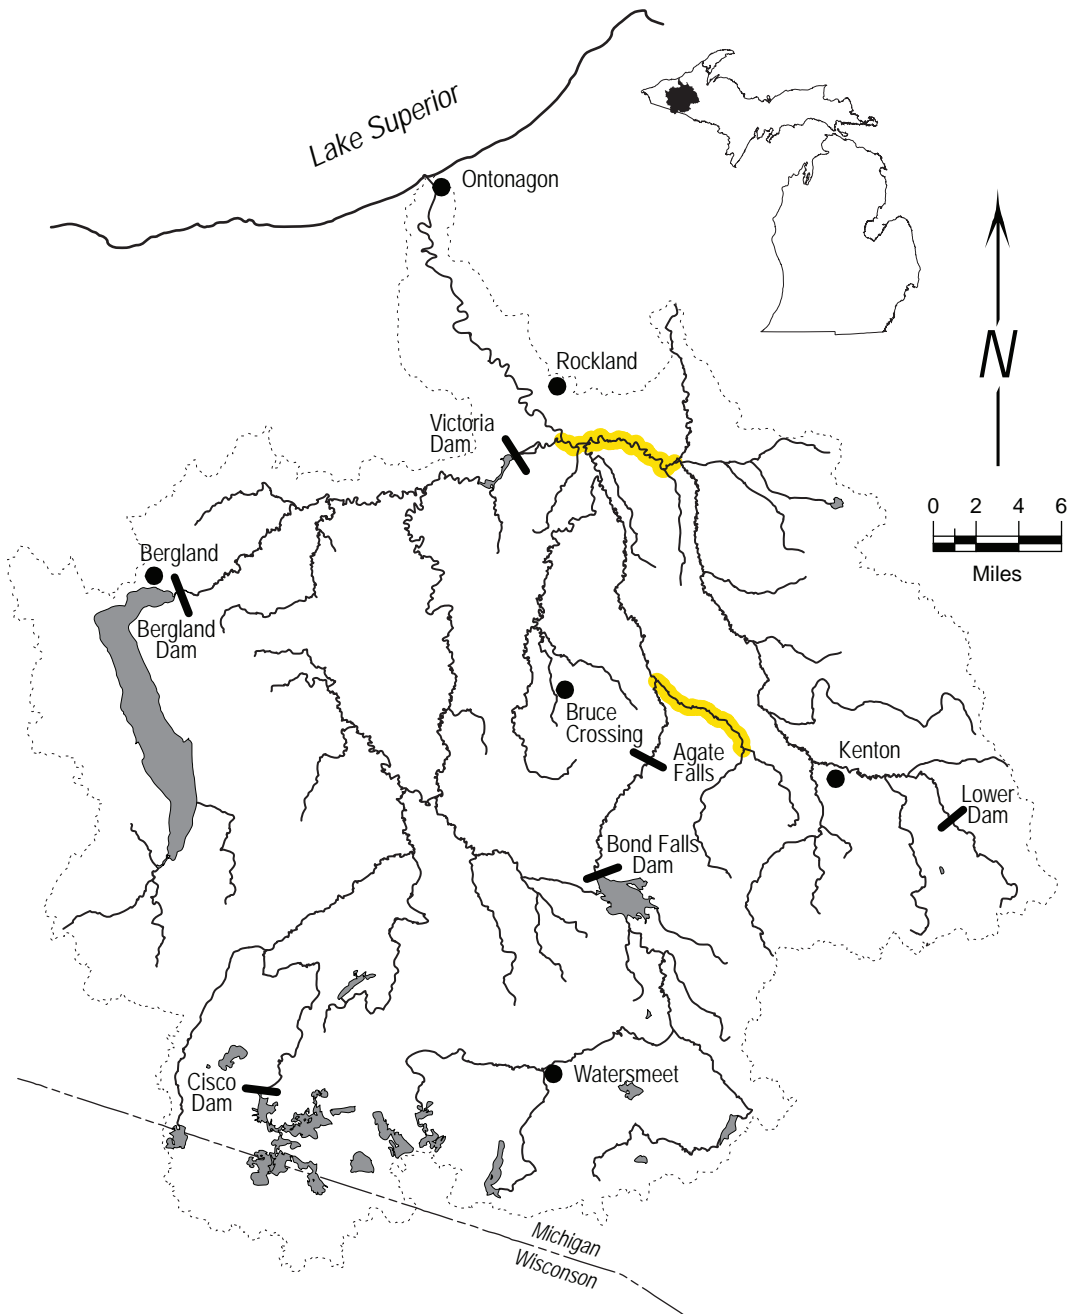 Lake Superior
Ontonagon
N
Rockland
Victoria
Dam
0 2 4 6
Miles
Bergland
Bergland
Dam
Bruce
Crossing
Agate
Falls
Kenton
Lower
Dam
Bond Falls
Dam
Cisco
Dam
Watersmeet
Michigan
Wisconson